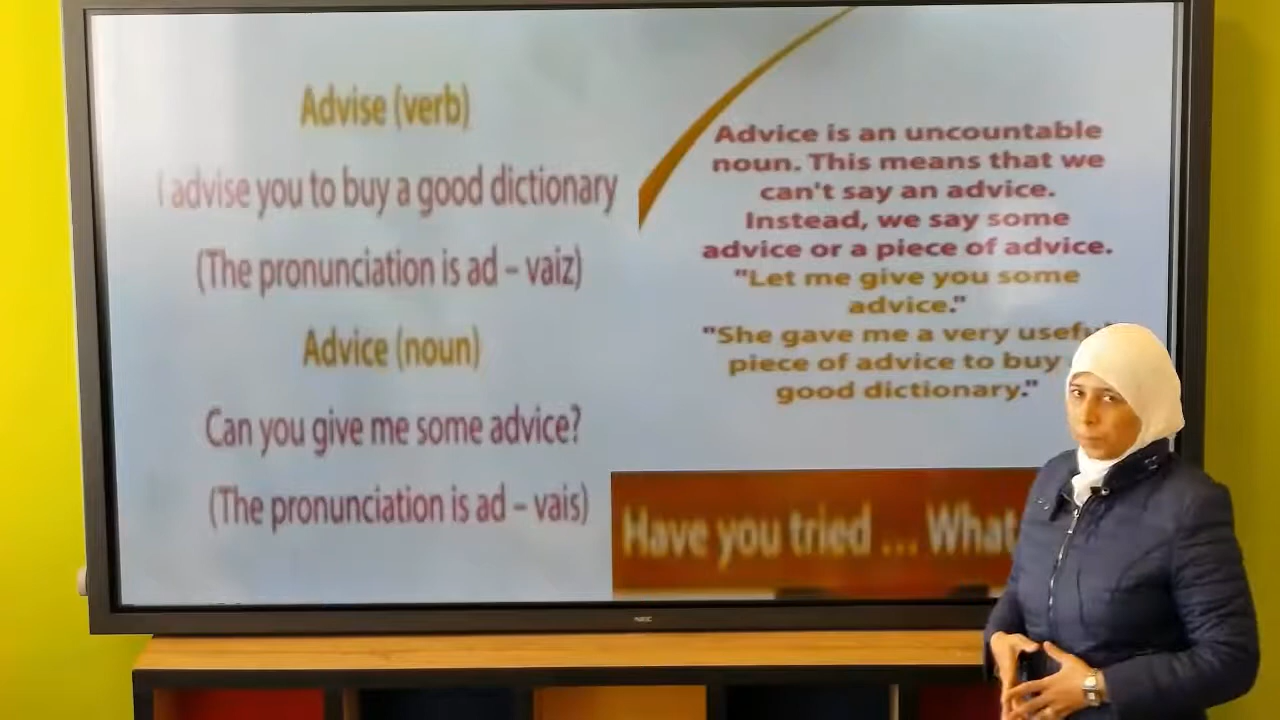 Advise (verb)
I advise you to buy a good dictionary
(The pronunciation is ad – vaiz)
Advice (noun)
Can you give me some advice?
(The pronunciation is ad – vais)
Advice is an uncountable
noun. This means that we
can't say an advice.
Instead, we say some
advice or a piece of advice.
"Let me give you some
advice."
"She gave me a very useful
piece of advice to buy
good dictionary."
Have you tried ... What
NEC